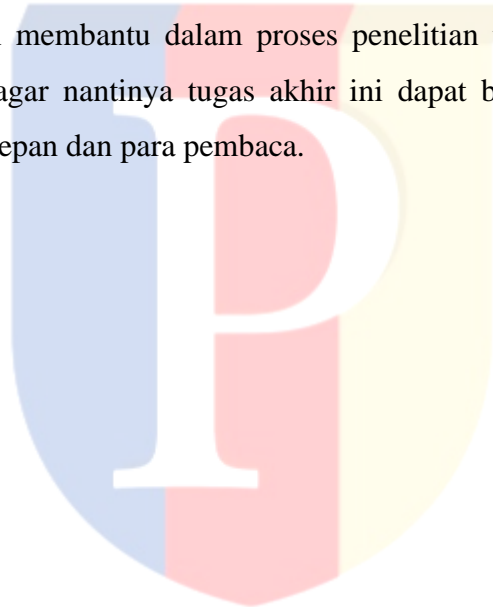 membantu dalam proses penelitian
agar nantinya tugas akhir ini dapat
epan dan para pembaca.
P